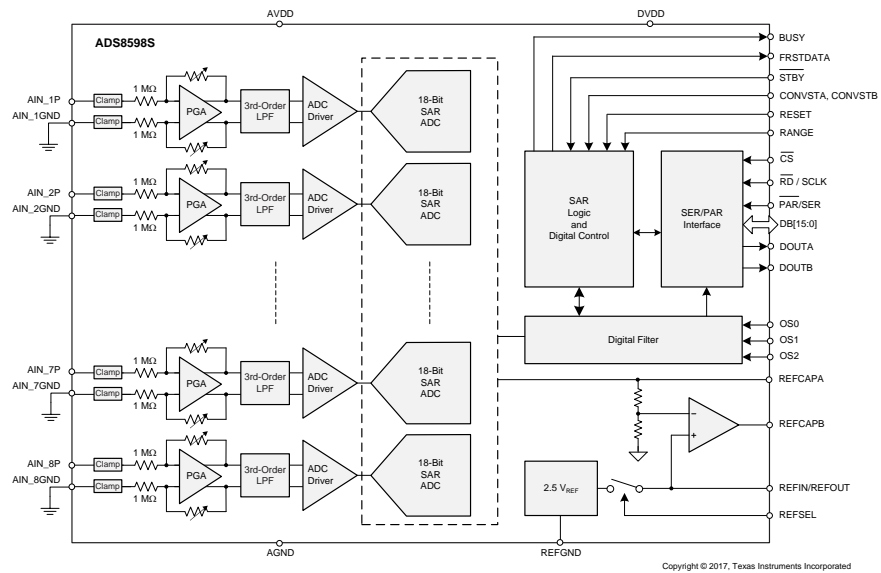 AVDD
DVDD
ADS8598S
AIN_1P
AIN_1GND
Clamp
Clamp
1 MΩ
1 MΩ
PGA
3rd-Order
LPF
ADC
Driver
18-Bit
SAR
ADC
AIN_2P
AIN_2GND
Clamp
Clamp
1 MΩ
1 MΩ
PGA
3rd-Order
LPF
ADC
Driver
18-Bit
SAR
ADC
AIN_7P
AIN_7GND
Clamp
Clamp
1 MΩ
1 MΩ
PGA
3rd-Order
LPF
ADC
Driver
18-Bit
SAR
ADC
AIN_8P
AIN_8GND
Clamp
Clamp
1 MΩ
1 MΩ
PGA
3rd-Order
LPF
ADC
Driver
18-Bit
SAR
ADC
SAR
Logic
and
Digital Control
SER/PAR
Interface
Digital Filter
2.5 VREF
BUSY
FRSTDATA
STBY
CONVSTA, CONVSTB
RESET
RANGE
CS
RD / SCLK
PAR/SER
DB[15:0]
DOUTA
DOUTB
OS0
OS1
OS2
REFCAPA
−
+
REFCAPB
REFIN/REFOUT
REFSEL
AGND
REFGND
Copyright © 2017, Texas Instruments Incorporated